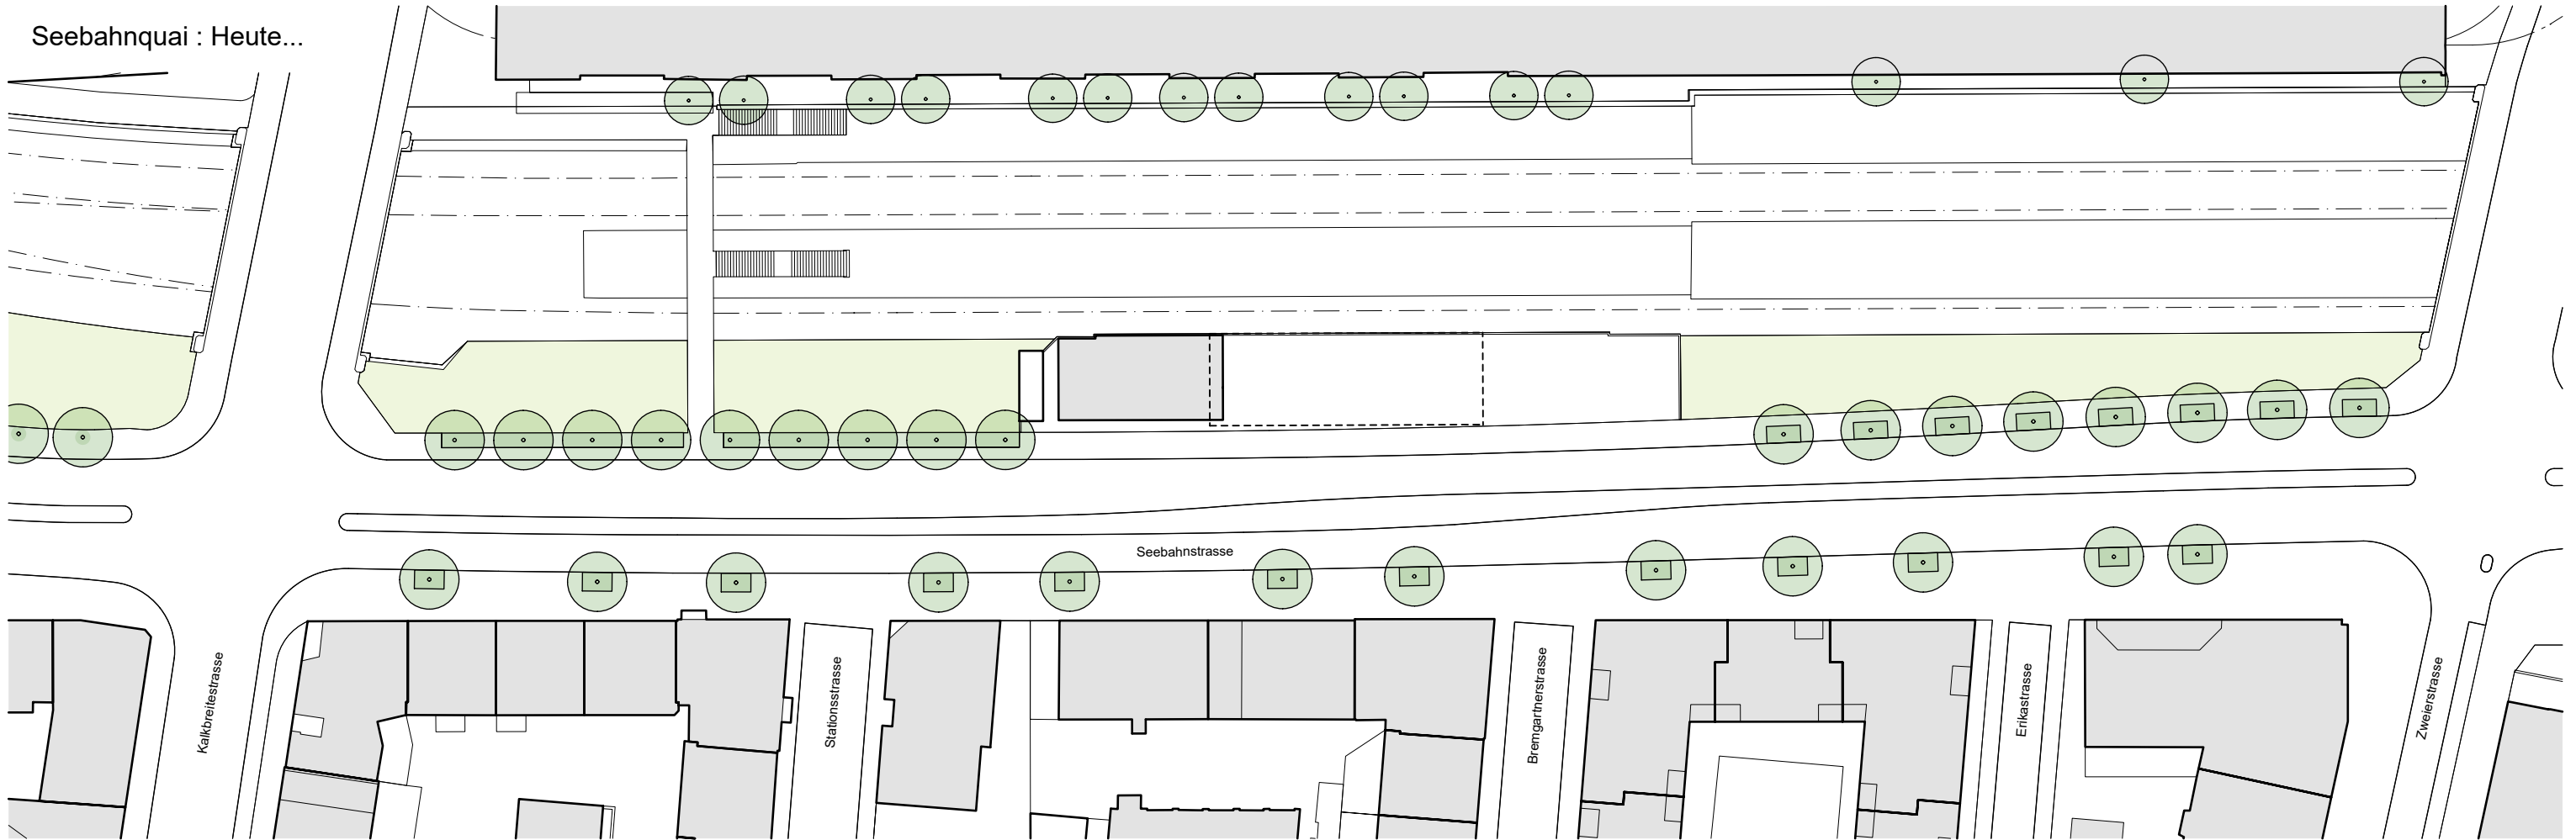 Seebahnquai : Heute...
Seebahnstrasse
Kalkbreitestrasse
Stationsstrasse
Bremgartnerstrasse
Erikastrasse
Zweierstrasse